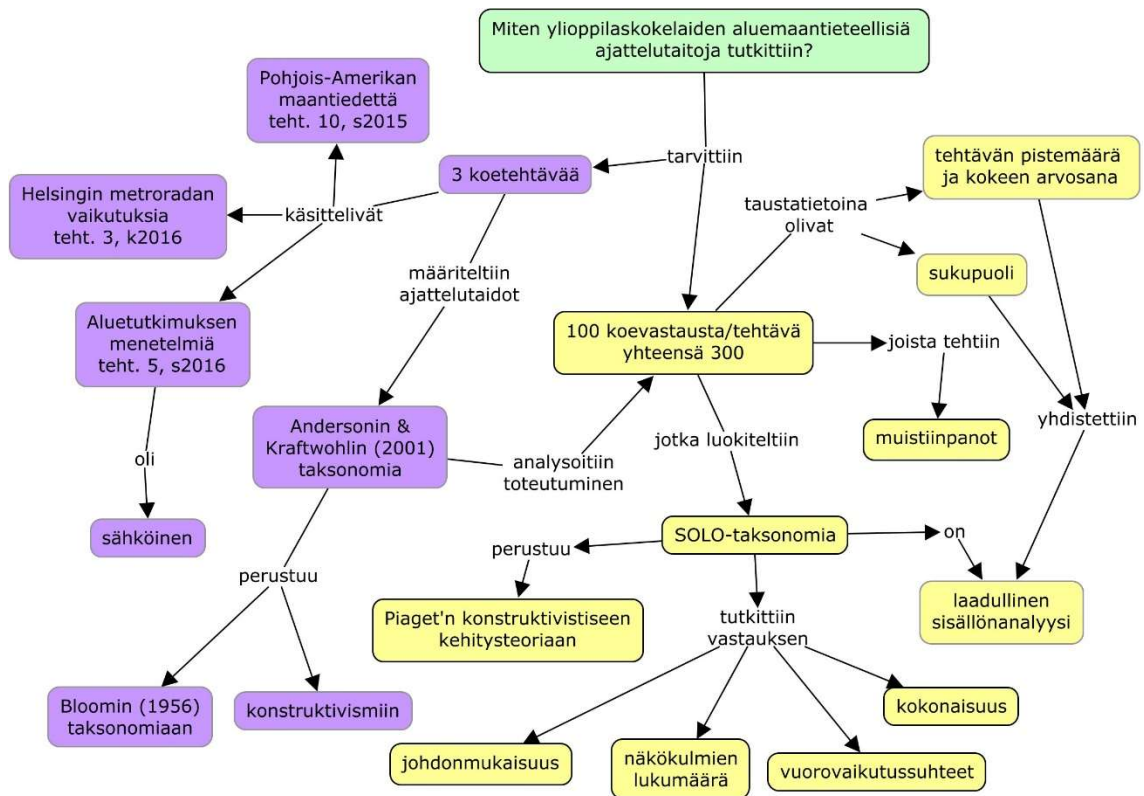 Miten ylioppilaskokelaiden aluemaantieteellisiä
ajattelutaitoja tutkittiin?
Pohjois-Amerikan
maantiedettä
teht. 10, s2015
tarvittiin
3 koetehtävää
tehtävän pistemäärä
ja kokeen arvosana
Helsingin metroradan
vaikutuksia
teht. 3, k2016
käsittelivät
taustatietoina
olivat
määriteltiin
ajattelutaidot
sukupuoli
Aluetutkimuksen
menetelmiä
teht. 5, s2016
100 koevastausta/tehtävä
yhteensä 300
joista tehtiin
Andersonin &
Kraftwohlin (2001)
taksonomia
muistiinpanot
yhdistettiin
jotka luokiteltiin
oli
analysoitiin
toteutuminen
sähköinen
SOLO-taksonomia
on
perustuu
perustuu
Piaget'n konstruktivistiseen
kehitysteoriaan
tutkittiin
vastauksen
laadullinen
sisällönanalyysi
Bloomin (1956)
taksonomiaan
konstruktivismiin
kokonaisuus
johdonmukaisuus
näkökulmien
lukumäärä
vuorovaikutussuhteet